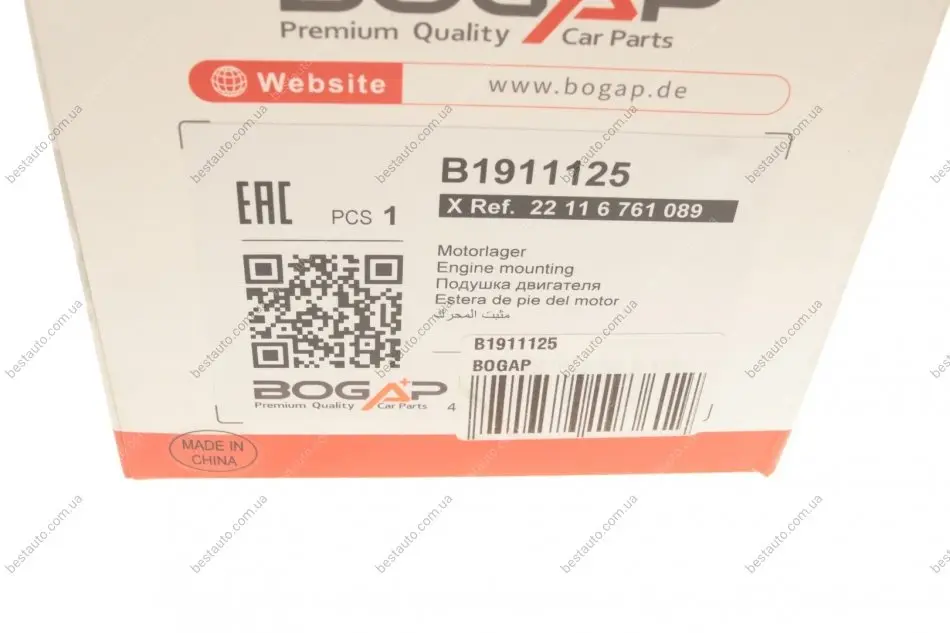 BOGAP
Premium Quality Car Parts
Website www.bogap.de
B1911125
X Ref. 22 11 6 761 089
EAC
PCS 1
Motorlager
Engine mounting
Подушка двигателя
Estera de pie del motor
مثبت المحرك
B1911125
BOGAP
BOGAP
Premium Quality Car Parts
4
MADE IN
CHINA
bestauto.com.ua